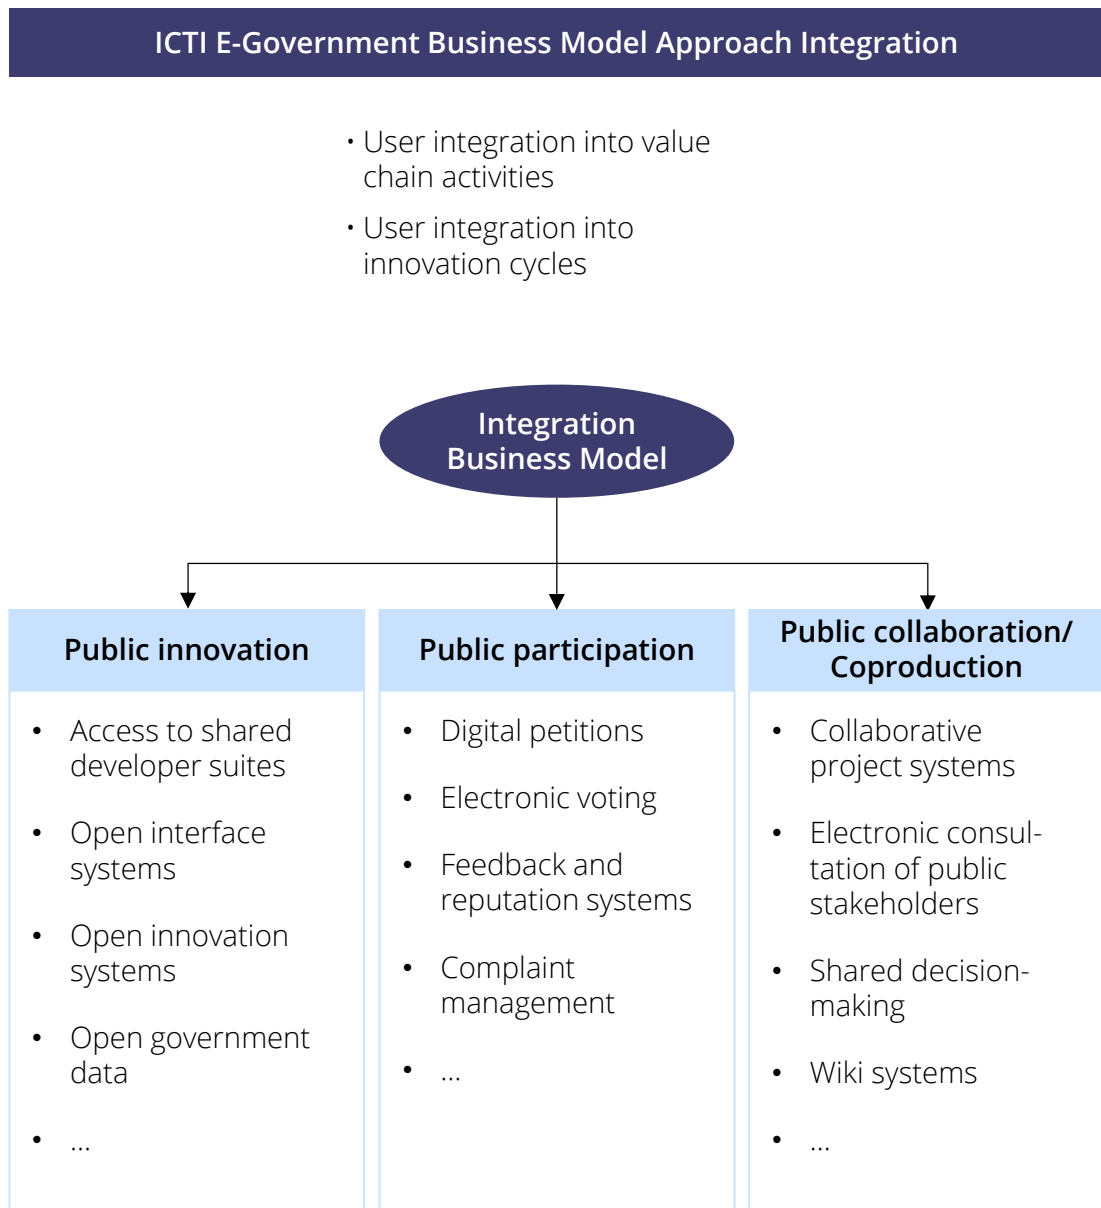 ICTI E-Government Business Model Approach Integration
· User integration into value
chain activities
· User integration into
innovation cycles
Integration
Business Model
Public innovation
• Access to shared
developer suites
• Open interface
systems
• Open innovation
systems
• Open government
data
• ...
Public participation
• Digital petitions
• Electronic voting
• Feedback and
reputation systems
• Complaint
management
• ...
Public collaboration/
Coproduction
• Collaborative
project systems
• Electronic consul-
tation of public
stakeholders
• Shared decision-
making
• Wiki systems
• ...